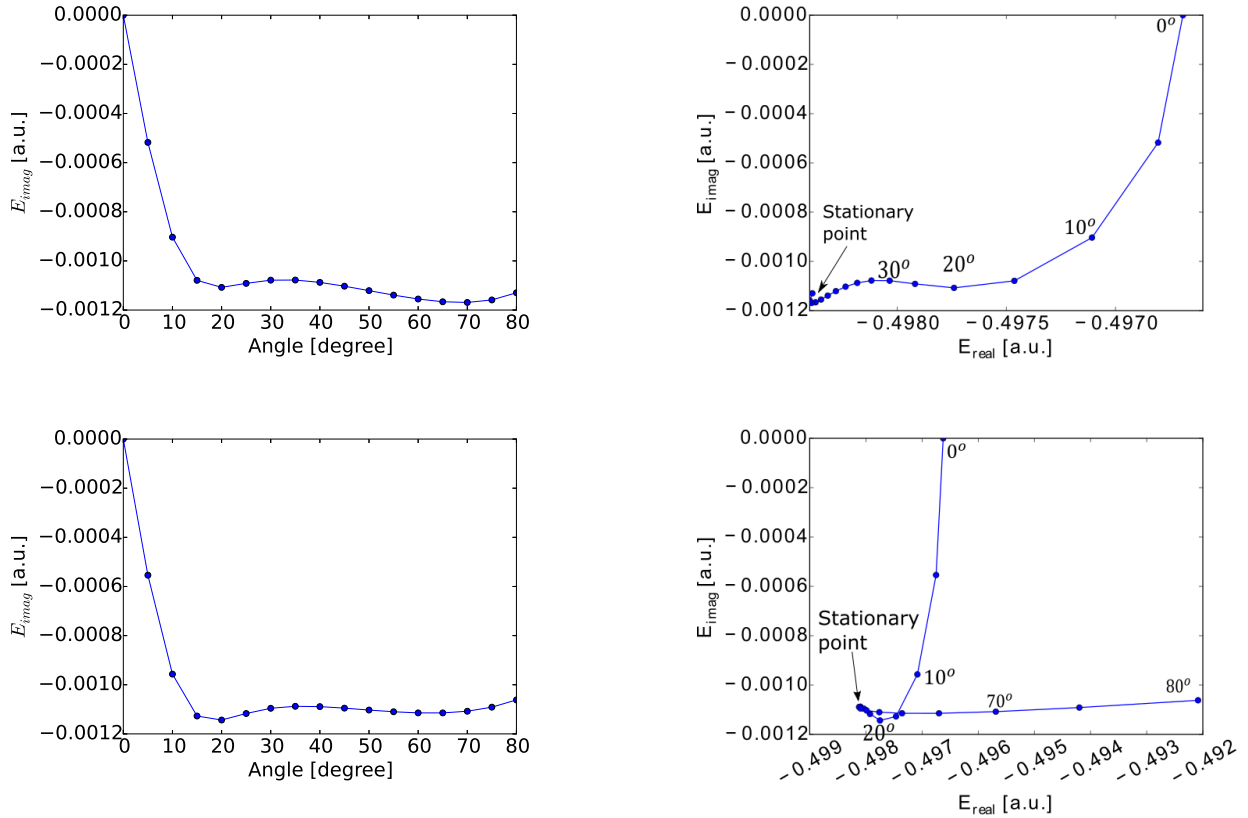 0.0000
−0.0002
−0.0004
−0.0006
−0.0008
−0.0010
−0.0012
E_imag [a.u.]
0 10 20 30 40 50 60 70 80
Angle [degree]
0.0000
−0.0002
−0.0004
−0.0006
−0.0008
−0.0010
−0.0012
E_imag [a.u.]
0°
10°
20°
30°
Stationary
point
−0.4980 −0.4975 −0.4970
E_real [a.u.]
0.0000
−0.0002
−0.0004
−0.0006
−0.0008
−0.0010
−0.0012
E_imag [a.u.]
0 10 20 30 40 50 60 70 80
Angle [degree]
0.0000
−0.0002
−0.0004
−0.0006
−0.0008
−0.0010
−0.0012
E_imag [a.u.]
0°
Stationary
point
10°
70°
80°
20°
−0.499 −0.498 −0.497 −0.496 −0.495 −0.494 −0.493 −0.492
E_real [a.u.]